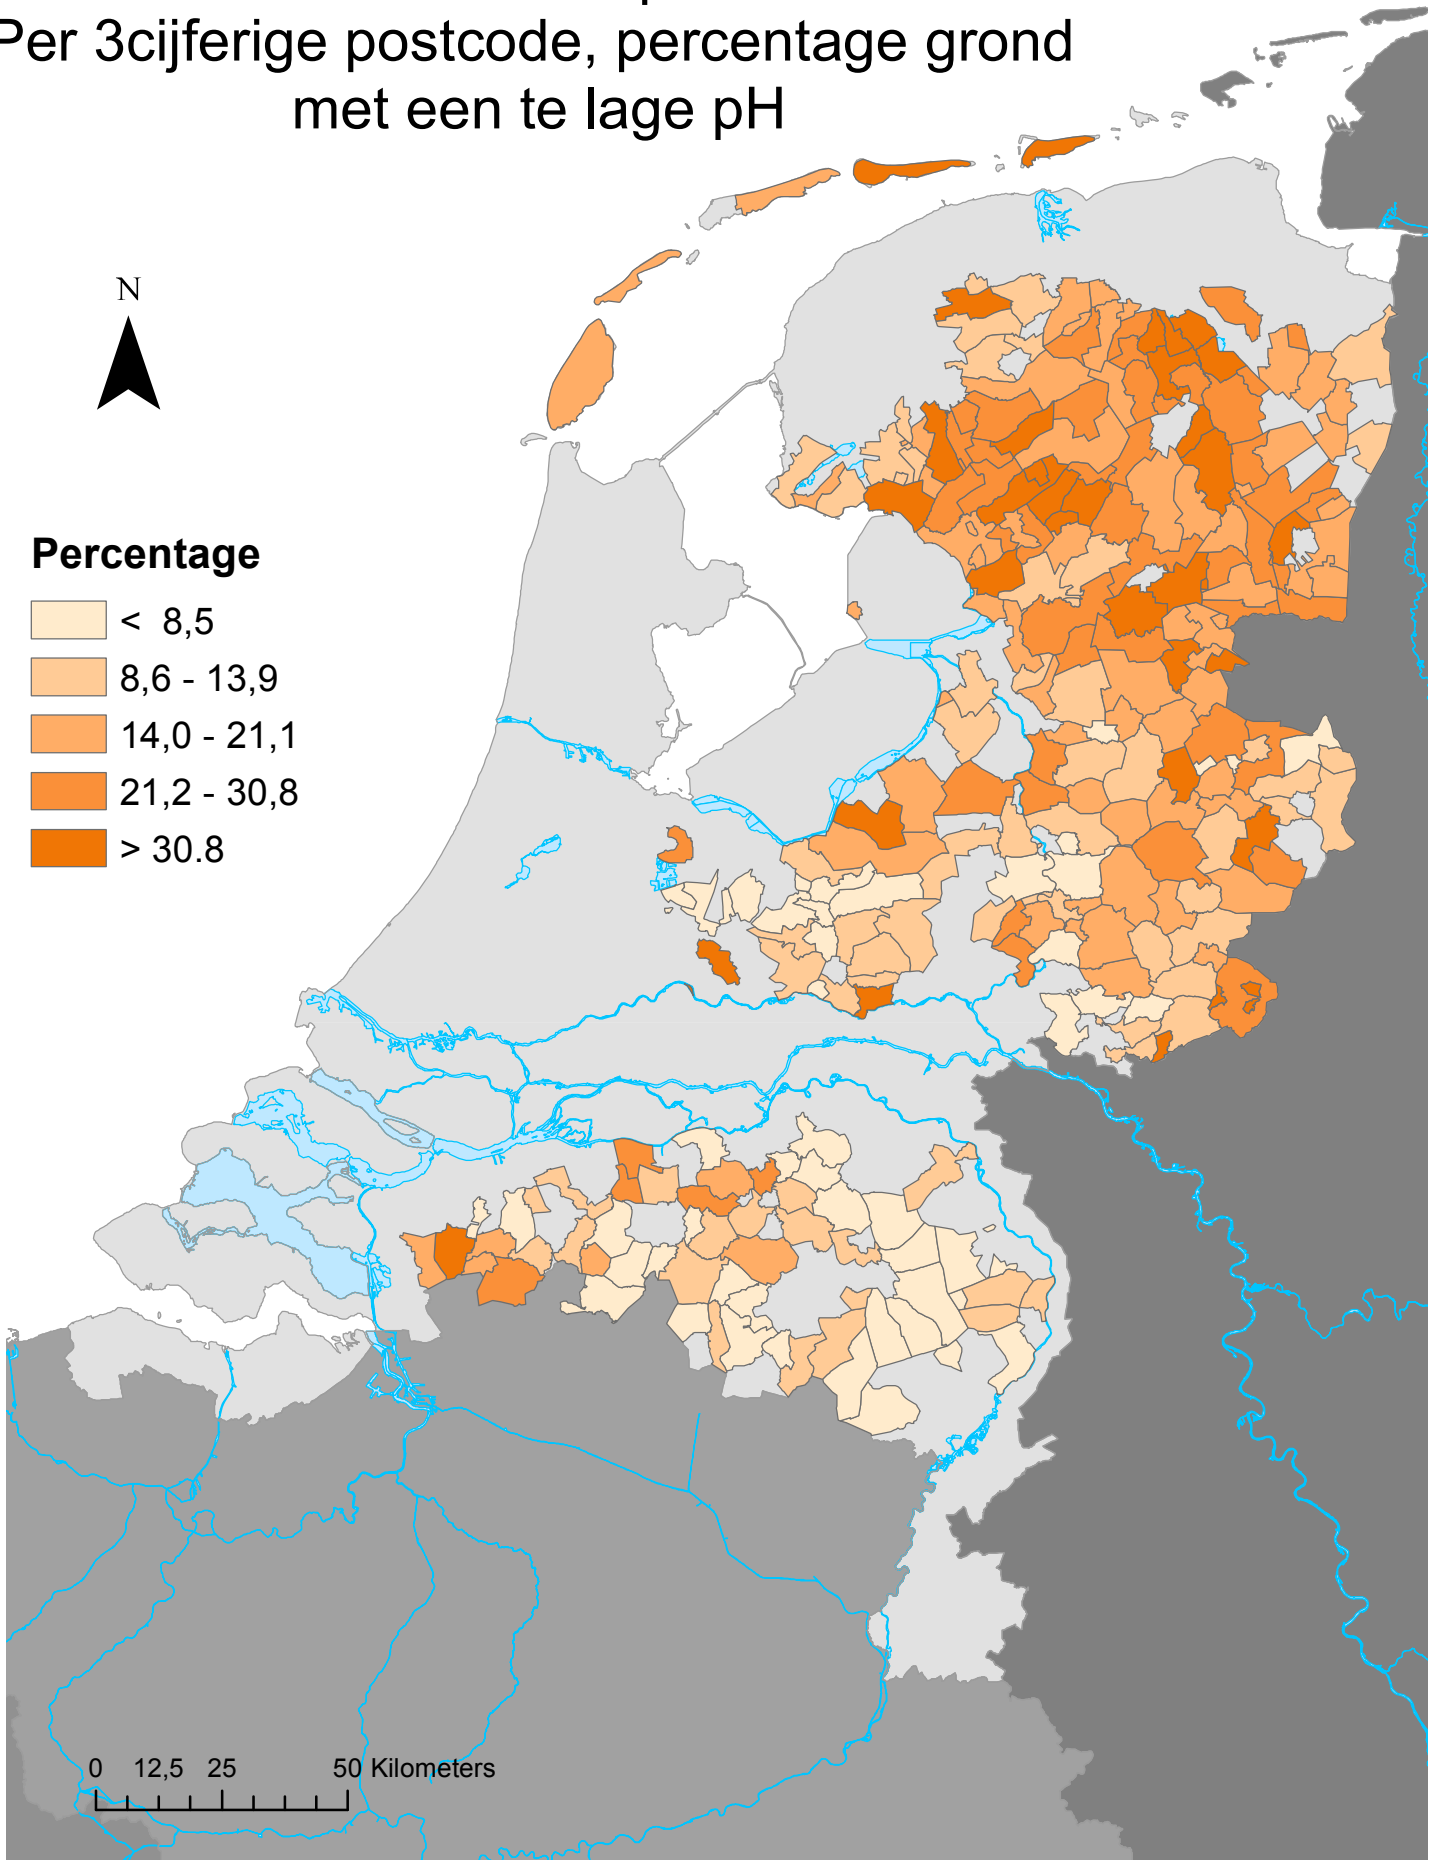 Per 3cijferige postcode, percentage grond
met een te lage pH
N
Percentage
< 8,5
8,6 - 13,9
14,0 - 21,1
21,2 - 30,8
> 30.8
0 12,5 25 50 Kilometers